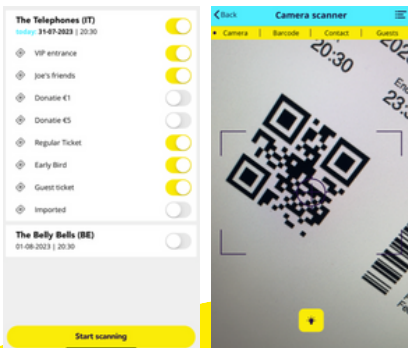 The Telephones (IT)
today: 31-07-2023 | 20:30
VIP entrance
Joe's friends
Donatie €1
Donatie €5
Regular Ticket
Early Bird
Guest ticket
Imported
The Belly Bells (BE)
01-08-2023 | 20:30
Start scanning
Back
Camera scanner
Camera | Barcode | Contact | Guests
20:30